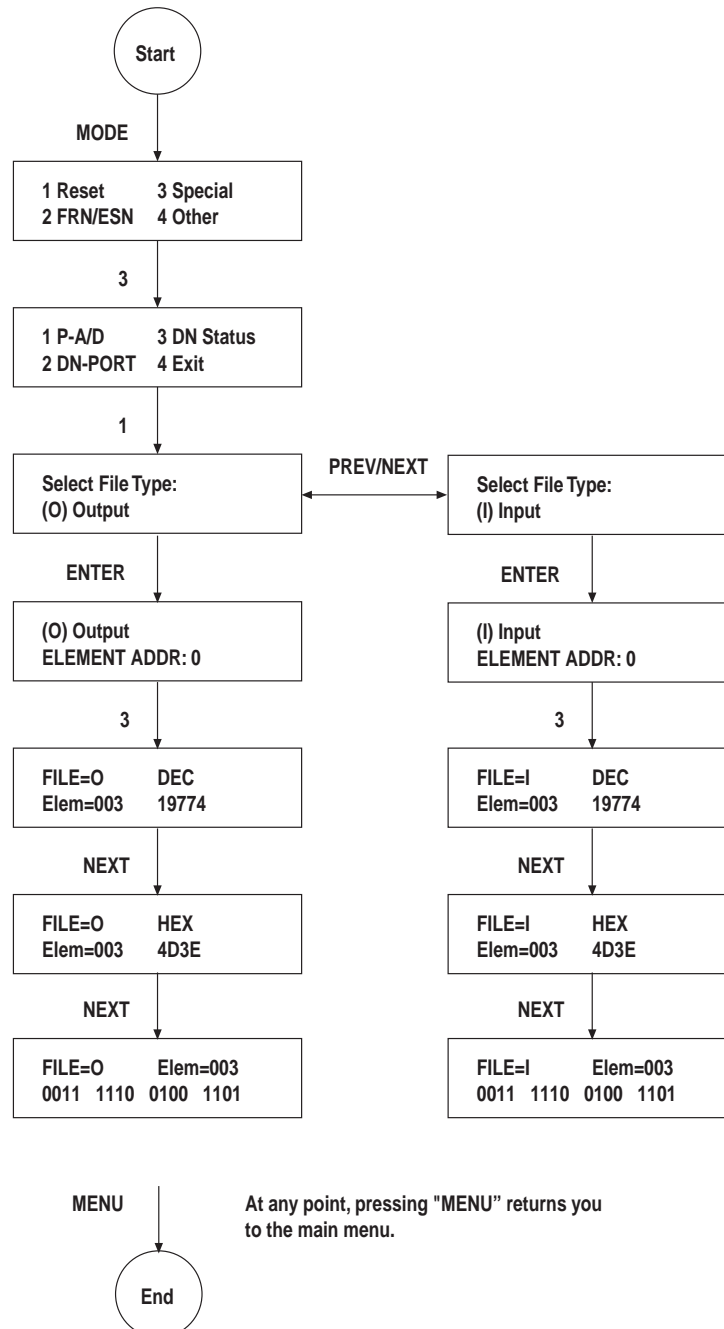 Start
MODE
1 Reset 3 Special
2 FRN/ESN 4 Other
3
1 P-A/D 3 DN Status
2 DN-PORT 4 Exit
1
Select File Type:
(O) Output
PREV/NEXT
Select File Type:
(I) Input
ENTER
(O) Output
ELEMENT ADDR: 0
3
FILE=O DEC
Elem=003 19774
NEXT
FILE=O HEX
Elem=003 4D3E
NEXT
FILE=O Elem=003
0011 1110 0100 1101
ENTER
(I) Input
ELEMENT ADDR: 0
3
FILE=I DEC
Elem=003 19774
NEXT
FILE=I HEX
Elem=003 4D3E
NEXT
FILE=I Elem=003
0011 1110 0100 1101
MENU
At any point, pressing "MENU” returns you
to the main menu.
End